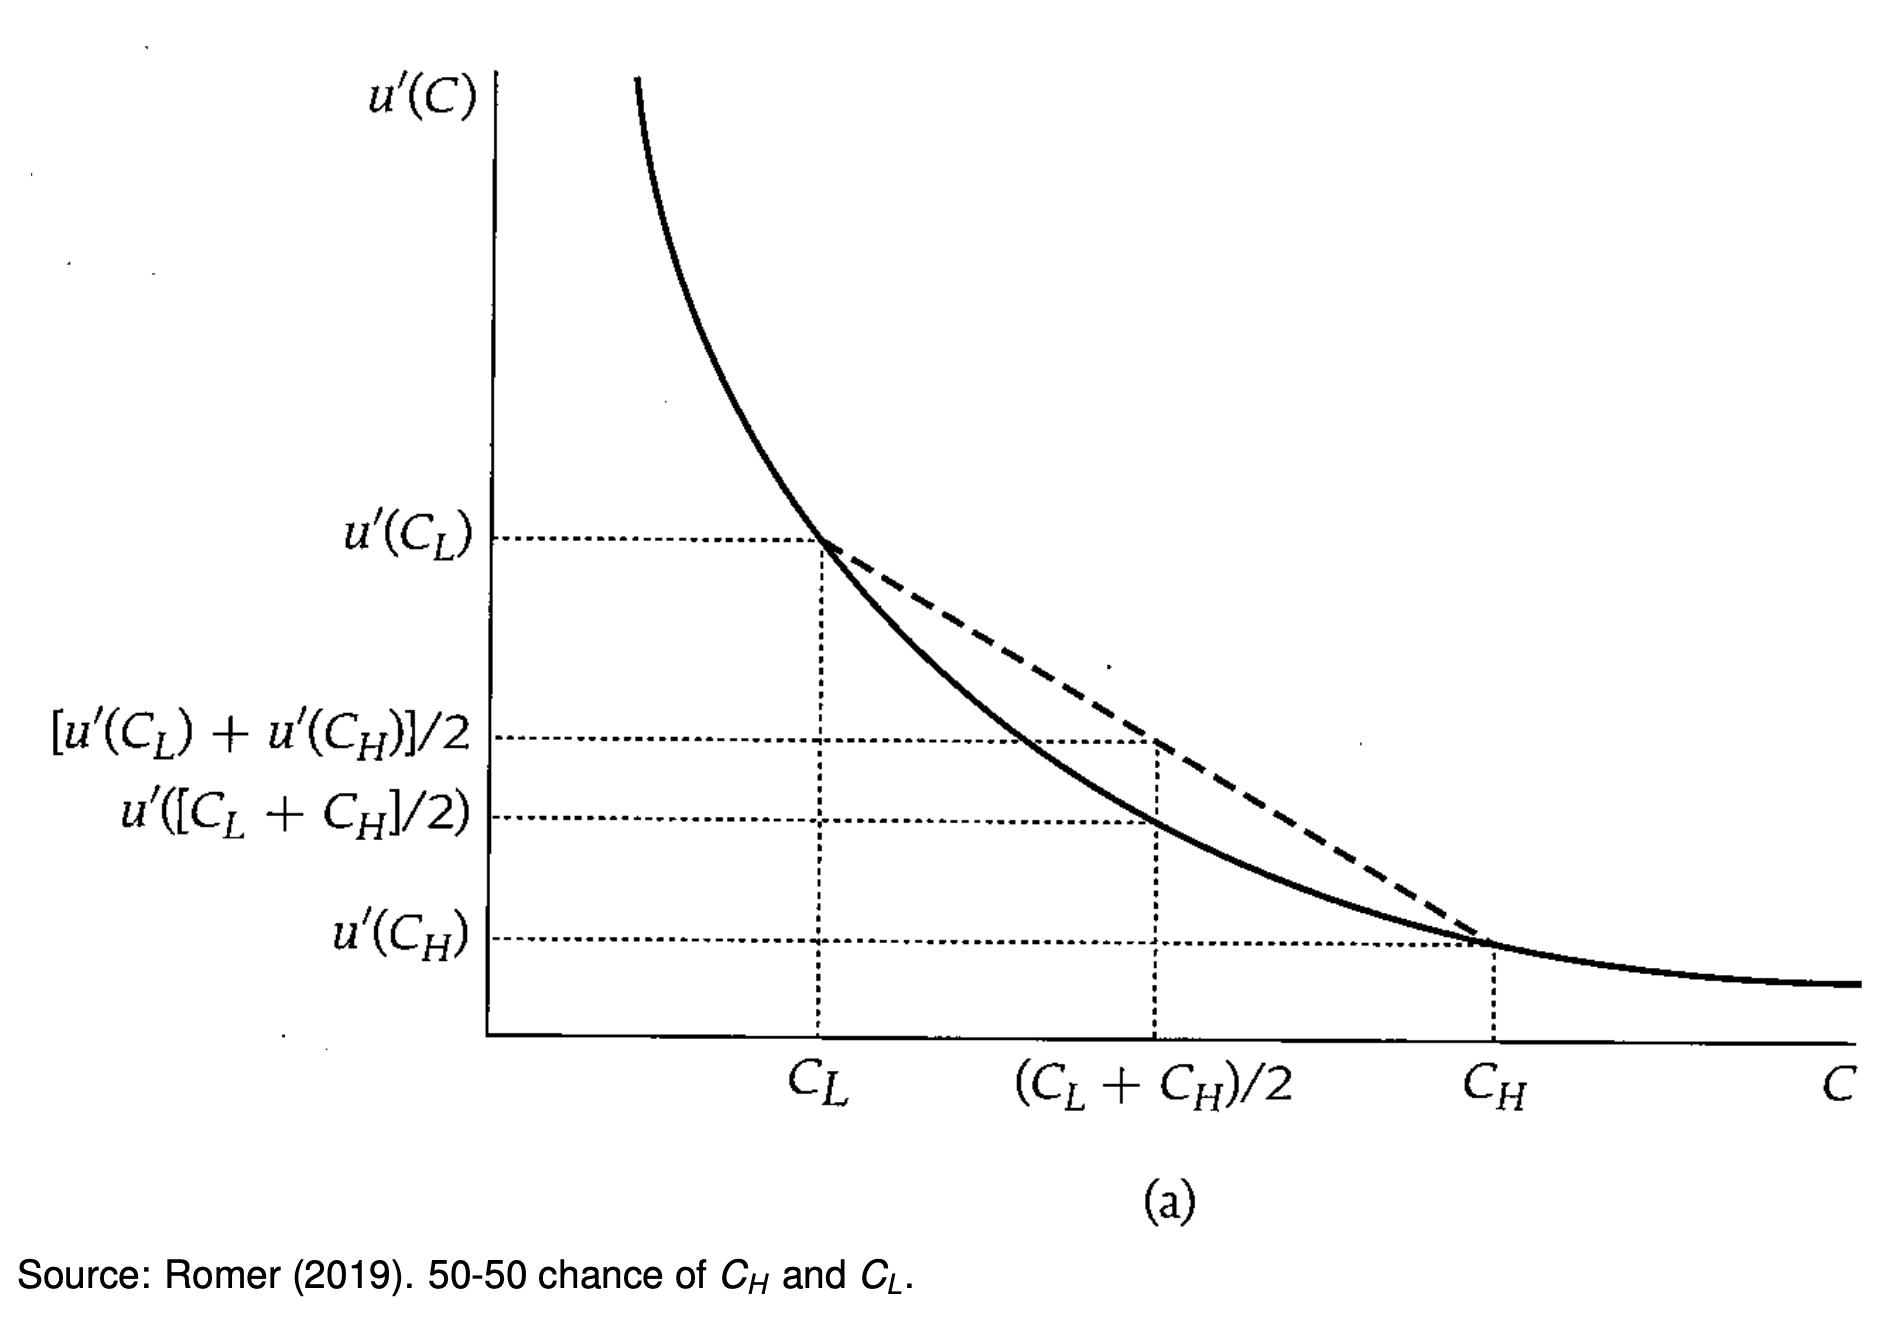 u′(C)
u′(C_L)
[u′(C_L) + u′(C_H)]/2
u′([C_L + C_H]/2)
u′(C_H)
C_L
(C_L + C_H)/2
C_H
C
(a)
Source: Romer (2019). 50-50 chance of C_H and C_L.